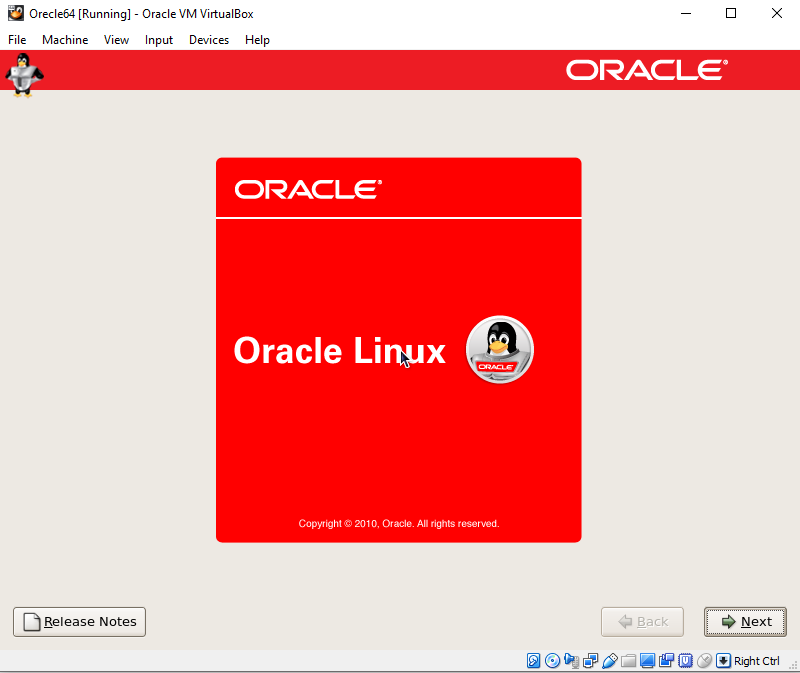 Orecle64 [Running] - Oracle VM VirtualBox
File Machine View Input Devices Help
ORACLE®
ORACLE®
Oracle Linux
ORACLE
Copyright © 2010, Oracle. All rights reserved.
Release Notes Back Next
Right Ctrl